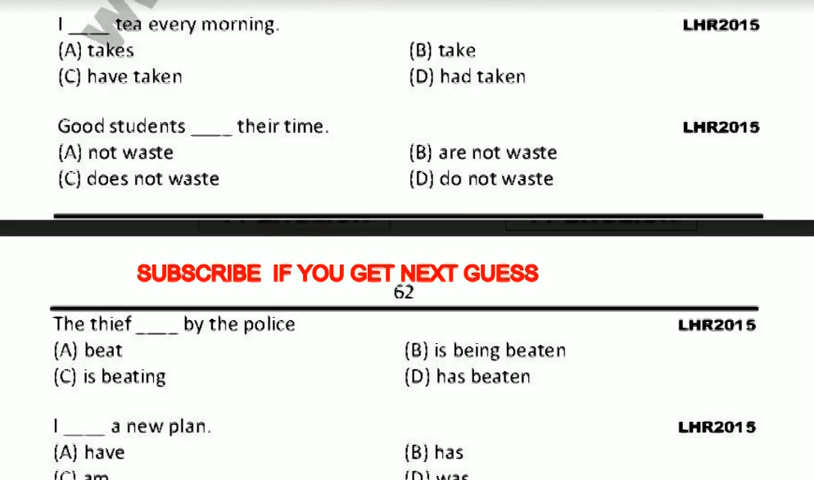 I ____ tea every morning. LHR2015
(A) takes (B) take
(C) have taken (D) had taken
Good students ____ their time. LHR2015
(A) not waste (B) are not waste
(C) does not waste (D) do not waste
SUBSCRIBE IF YOU GET NEXT GUESS
62
The thief ____ by the police LHR2015
(A) beat (B) is being beaten
(C) is beating (D) has beaten
I ____ a new plan. LHR2015
(A) have (B) has
(C) am (D) was